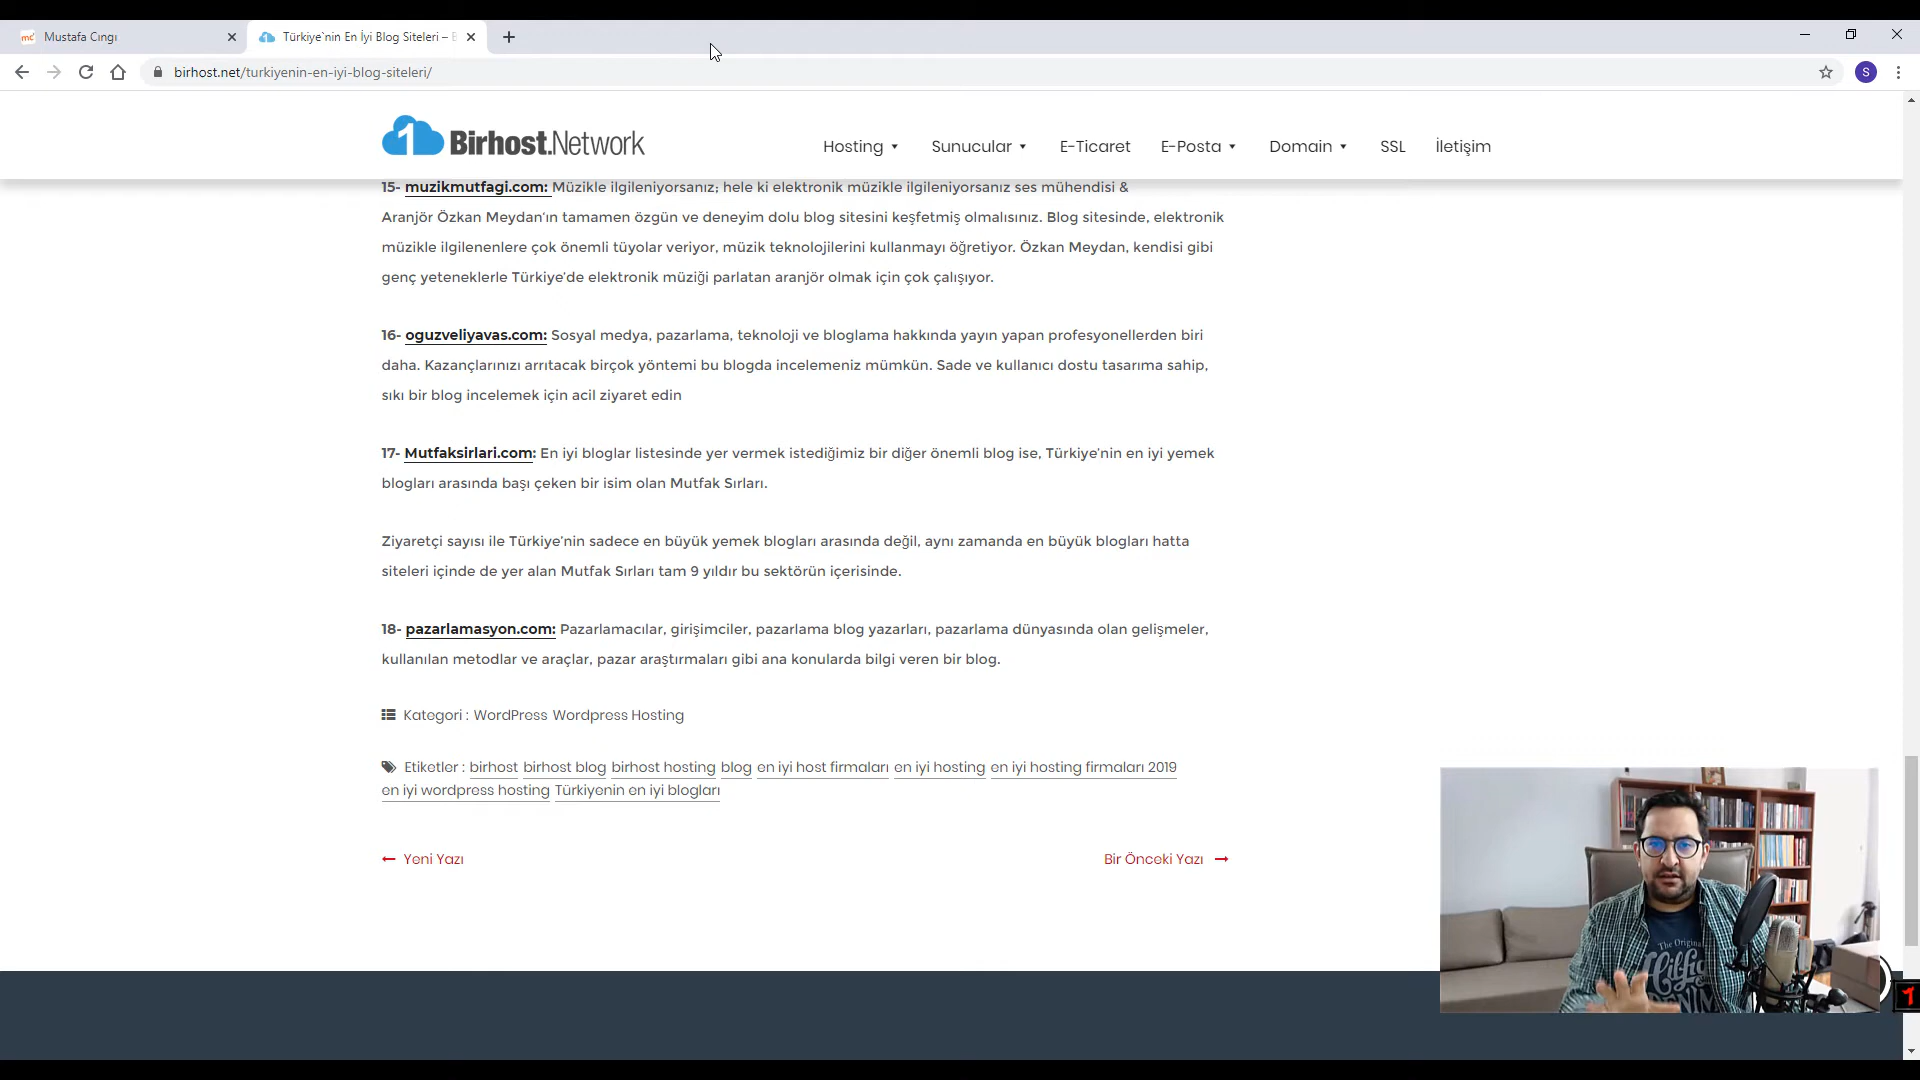 Mustafa Cıngı
Türkiye`nin En İyi Blog Siteleri –
birhost.net/turkiyenin-en-iyi-blog-siteleri/
S
1 Birhost.Network
Hosting
Sunucular
E-Ticaret
E-Posta
Domain
SSL
İletişim
15- muzikmutfagi.com: Müzikle ilgileniyorsanız; hele ki elektronik müzikle ilgileniyorsanız ses mühendisi &
Aranjör Özkan Meydan’ın tamamen özgün ve deneyim dolu blog sitesini keşfetmiş olmalısınız. Blog sitesinde, elektronik
müzikle ilgilenenlere çok önemli tüyolar veriyor, müzik teknolojilerini kullanmayı öğretiyor. Özkan Meydan, kendisi gibi
genç yeteneklerle Türkiye’de elektronik müziği parlatan aranjör olmak için çok çalışıyor.
16- oguzveliyavas.com: Sosyal medya, pazarlama, teknoloji ve bloglama hakkında yayın yapan profesyonellerden biri
daha. Kazançlarınızı arrıtacak birçok yöntemi bu blogda incelemeniz mümkün. Sade ve kullanıcı dostu tasarıma sahip,
sıkı bir blog incelemek için acil ziyaret edin
17- Mutfaksirlari.com: En iyi bloglar listesinde yer vermek istediğimiz bir diğer önemli blog ise, Türkiye’nin en iyi yemek
blogları arasında başı çeken bir isim olan Mutfak Sırları.
Ziyaretçi sayısı ile Türkiye’nin sadece en büyük yemek blogları arasında değil, aynı zamanda en büyük blogları hatta
siteleri içinde de yer alan Mutfak Sırları tam 9 yıldır bu sektörün içerisinde.
18- pazarlamasyon.com: Pazarlamacılar, girişimciler, pazarlama blog yazarları, pazarlama dünyasında olan gelişmeler,
kullanılan metodlar ve araçlar, pazar araştırmaları gibi ana konularda bilgi veren bir blog.
Kategori : WordPress Wordpress Hosting
Etiketler : birhost birhost blog birhost hosting blog en iyi host firmaları en iyi hosting en iyi hosting firmaları 2019
en iyi wordpress hosting Türkiyenin en iyi blogları
Yeni Yazı
Bir Önceki Yazı
The Original